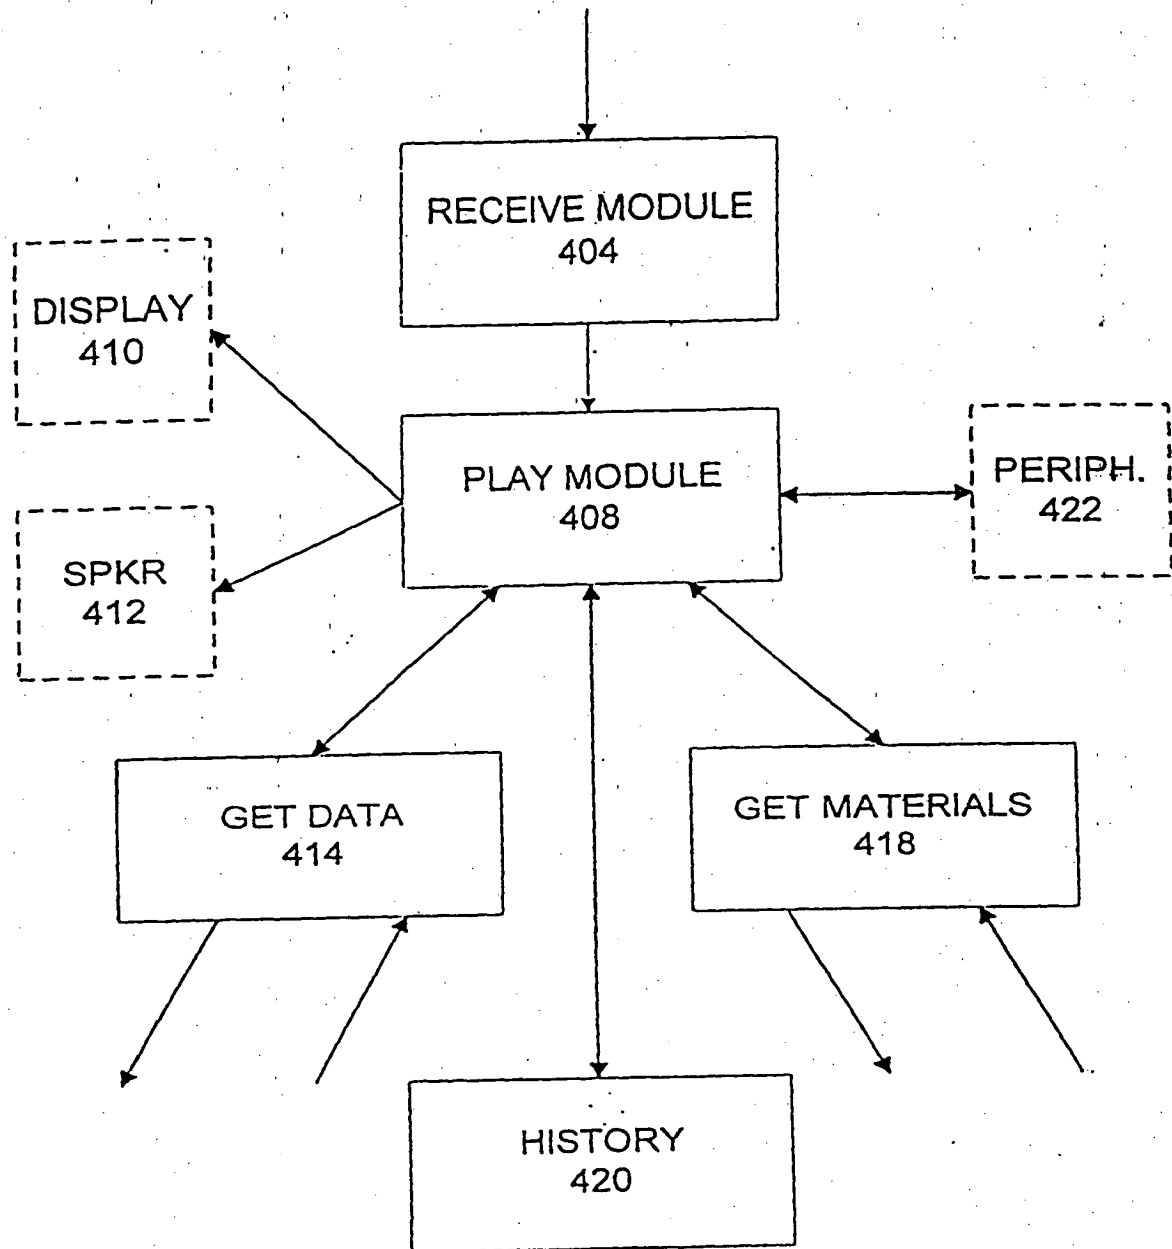 RECEIVE MODULE
404
DISPLAY
410
PLAY MODULE
408
PERIPH.
422
SPKR
412
GET DATA
414
GET MATERIALS
418
HISTORY
420